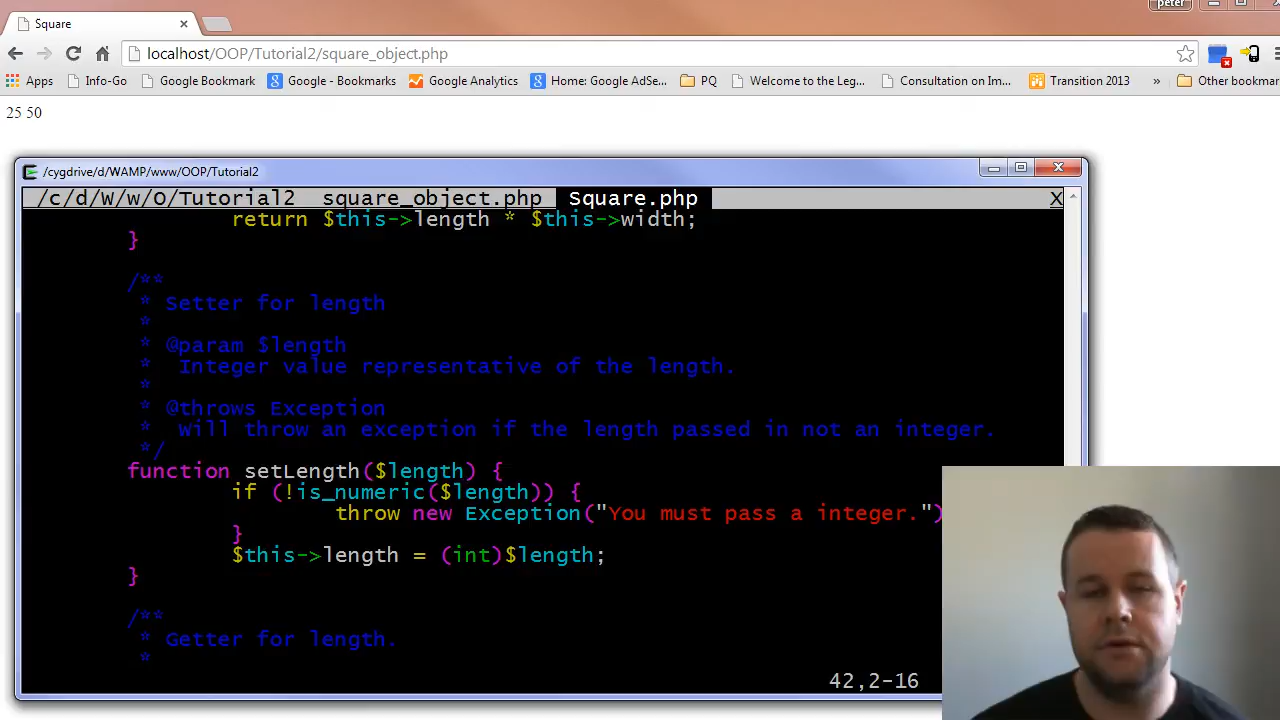 peter
Square
localhost/OOP/Tutorial2/square_object.php
Apps Info-Go Google Bookmark Google - Bookmarks Google Analytics Home: Google AdSe... PQ Welcome to the Leg... Consultation on Im... Transition 2013 » Other bookmar
25 50
/cygdrive/d/WAMP/www/OOP/Tutorial2
/c/d/W/w/O/Tutorial2 square_object.php Square.php X
return $this->length * $this->width;
}
/**
* Setter for length
*
* @param $length
* Integer value representative of the length.
*
* @throws Exception
* Will throw an exception if the length passed in not an integer.
*/
function setLength($length) {
if (!is_numeric($length)) {
throw new Exception("You must pass a integer.")
}
$this->length = (int)$length;
}
/**
* Getter for length.
*
42,2-16